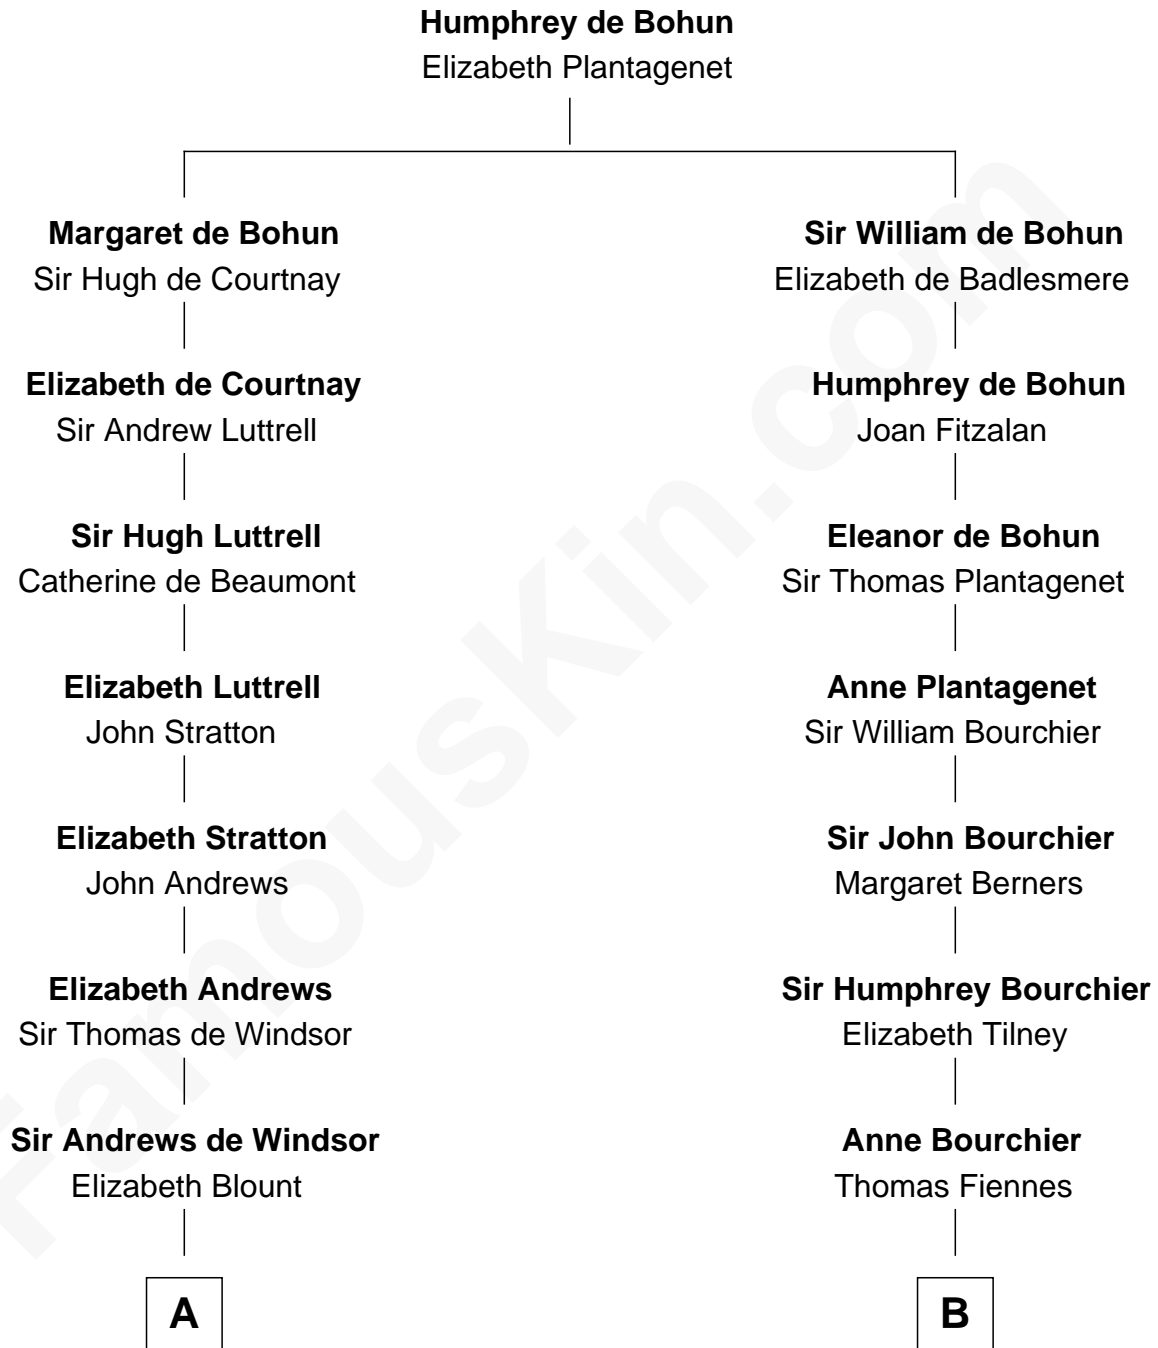 Humphrey de Bohun
Elizabeth Plantagenet
Margaret de Bohun
Sir Hugh de Courtnay
Sir William de Bohun
Elizabeth de Badlesmere
Elizabeth de Courtnay
Sir Andrew Luttrell
Humphrey de Bohun
Joan Fitzalan
Sir Hugh Luttrell
Catherine de Beaumont
Eleanor de Bohun
Sir Thomas Plantagenet
Elizabeth Luttrell
John Stratton
Anne Plantagenet
Sir William Bourchier
Elizabeth Stratton
John Andrews
Sir John Bourchier
Margaret Berners
Elizabeth Andrews
Sir Thomas de Windsor
Sir Humphrey Bourchier
Elizabeth Tilney
Sir Andrews de Windsor
Elizabeth Blount
Anne Bourchier
Thomas Fiennes
A
B
FamousKin.com